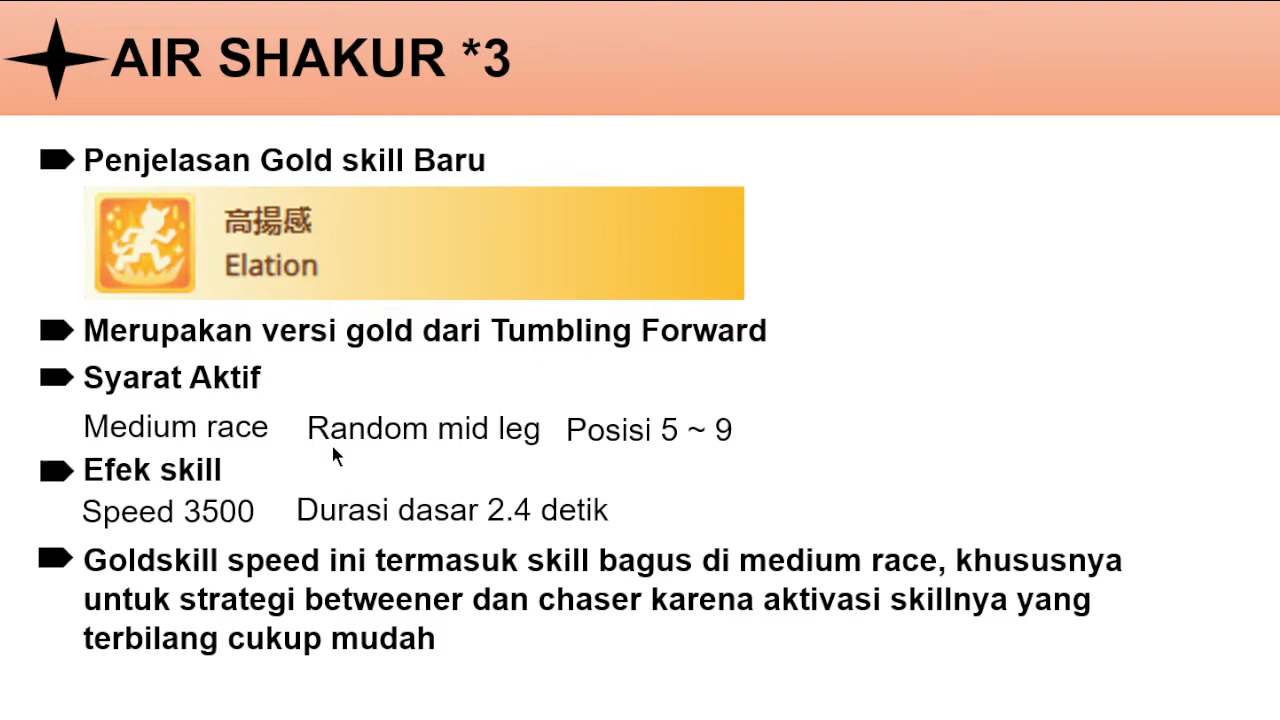 AIR SHAKUR *3
Penjelasan Gold skill Baru
高揚感
Elation
Merupakan versi gold dari Tumbling Forward
Syarat Aktif
Medium race Random mid leg Posisi 5 ~ 9
Efek skill
Speed 3500 Durasi dasar 2.4 detik
Goldskill speed ini termasuk skill bagus di medium race, khususnya
untuk strategi betweener dan chaser karena aktivasi skillnya yang
terbilang cukup mudah